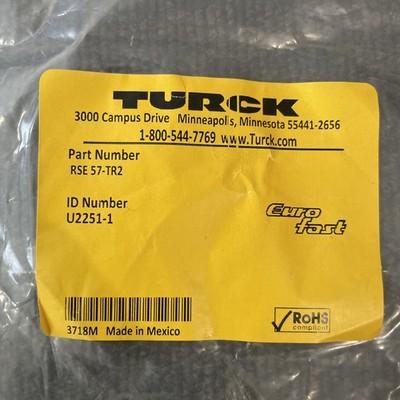 TURCK
3000 Campus Drive Minneapolis, Minnesota 55441-2656
1-800-544-7769 www.Turck.com
Part Number
RSE 57-TR2
ID Number
U2251-1
Euro
fast
3718M Made in Mexico
RoHS
compliant